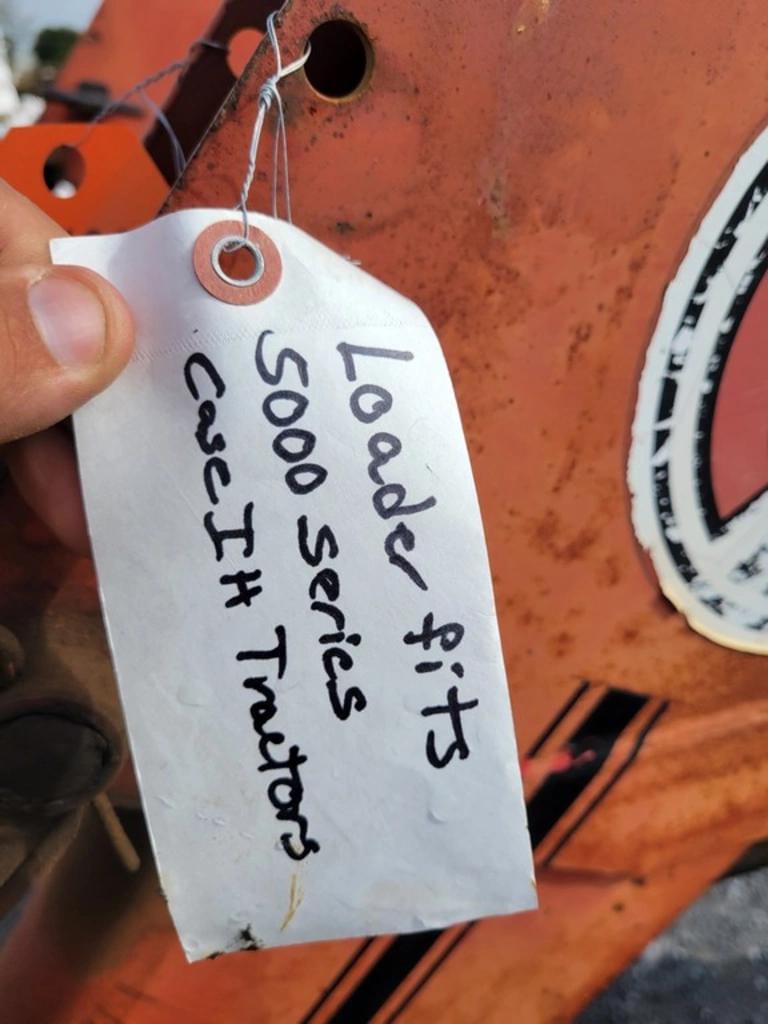 Loader fits
5000 Series
Case IH Tractors